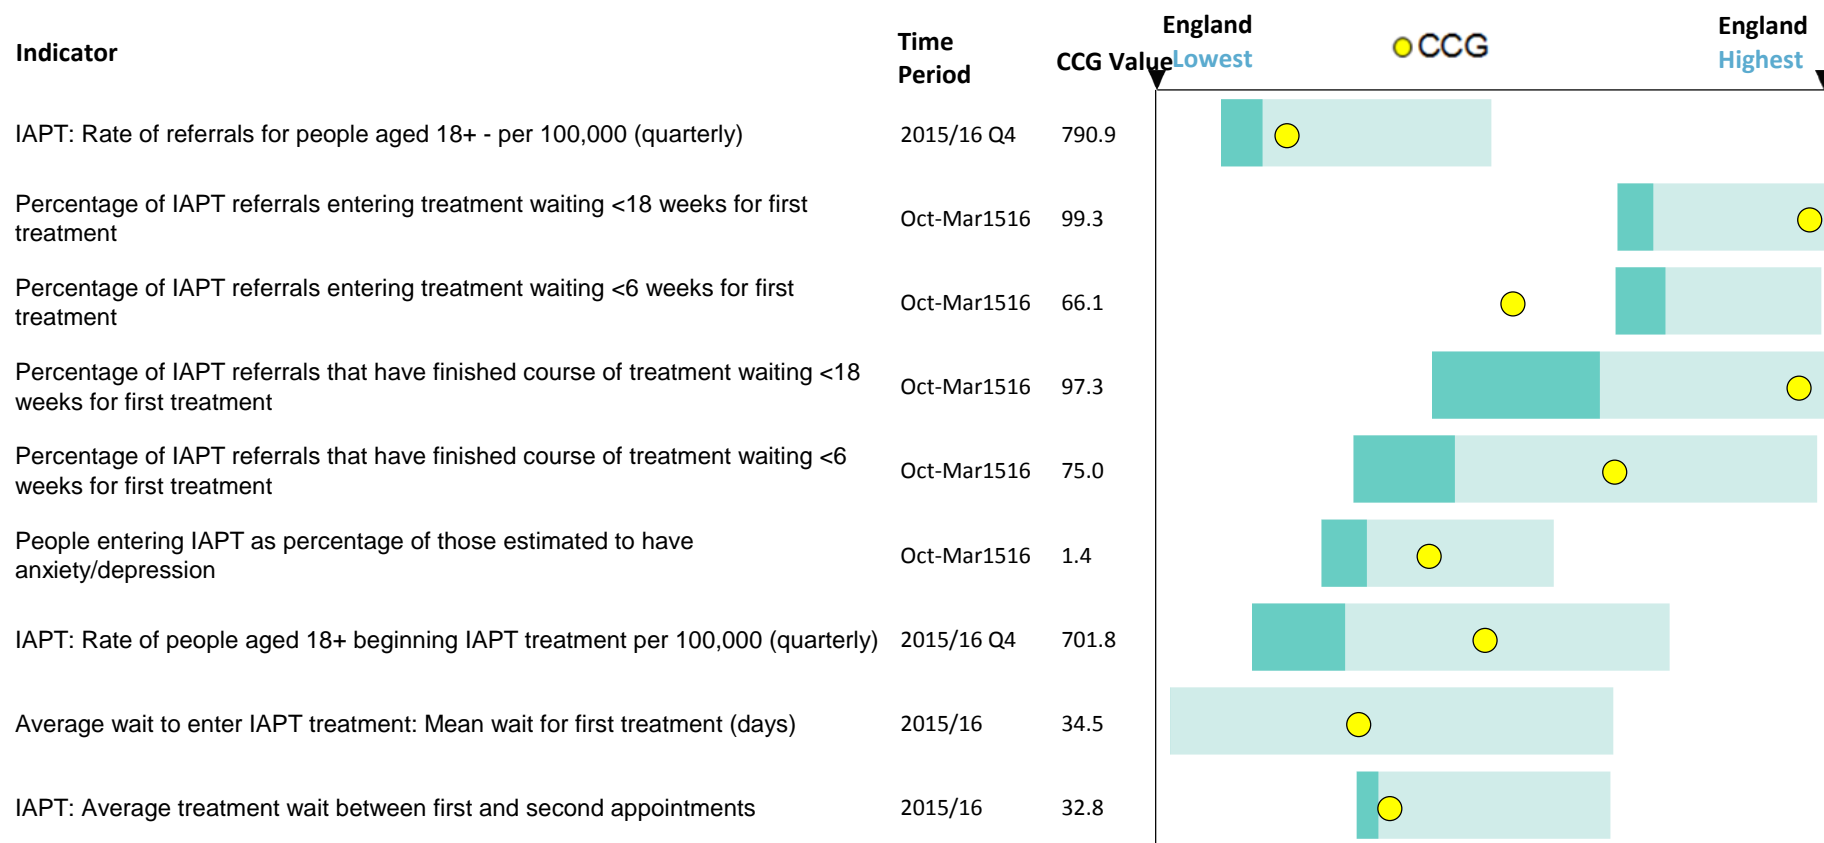 Indicator
Time
Period
CCG Value
England
Lowest
CCG
England
Highest
IAPT: Rate of referrals for people aged 18+ - per 100,000 (quarterly) 2015/16 Q4 790.9
Percentage of IAPT referrals entering treatment waiting <18 weeks for first
treatment
Oct-Mar1516 99.3
Percentage of IAPT referrals entering treatment waiting <6 weeks for first
treatment
Oct-Mar1516 66.1
Percentage of IAPT referrals that have finished course of treatment waiting <18
weeks for first treatment
Oct-Mar1516 97.3
Percentage of IAPT referrals that have finished course of treatment waiting <6
weeks for first treatment
Oct-Mar1516 75.0
People entering IAPT as percentage of those estimated to have
anxiety/depression
Oct-Mar1516 1.4
IAPT: Rate of people aged 18+ beginning IAPT treatment per 100,000 (quarterly) 2015/16 Q4 701.8
Average wait to enter IAPT treatment: Mean wait for first treatment (days) 2015/16 34.5
IAPT: Average treatment wait between first and second appointments 2015/16 32.8